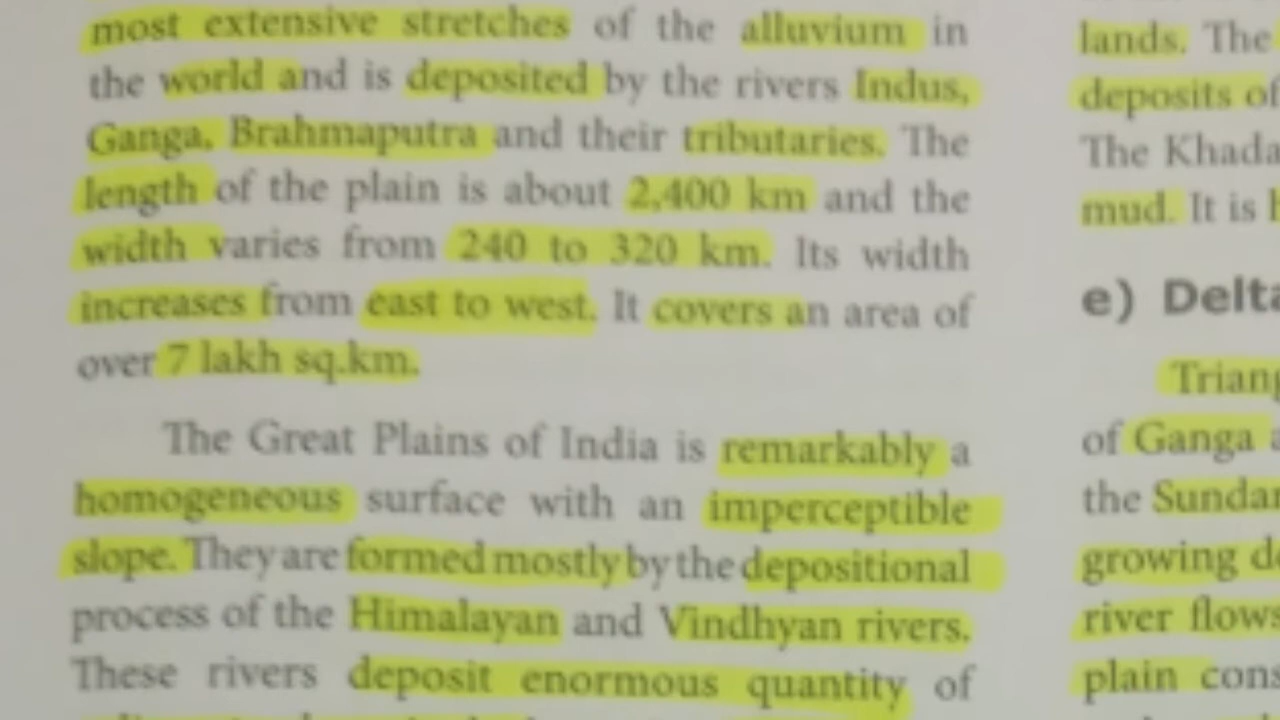 most extensive stretches of the alluvium in
the world and is deposited by the rivers Indus,
Ganga, Brahmaputra and their tributaries. The
length of the plain is about 2,400 km and the
width varies from 240 to 320 km. Its width
increases from east to west. It covers an area of
over 7 lakh sq.km.
The Great Plains of India is remarkably a
homogeneous surface with an imperceptible
slope. They are formed mostly by the depositional
process of the Himalayan and Vindhyan rivers.
These rivers deposit enormous quantity of
lands. The
deposits of
The Khada
mud. It is
e) Delta
Triang
of Ganga
the Sundar
growing de
river flows
plain cons